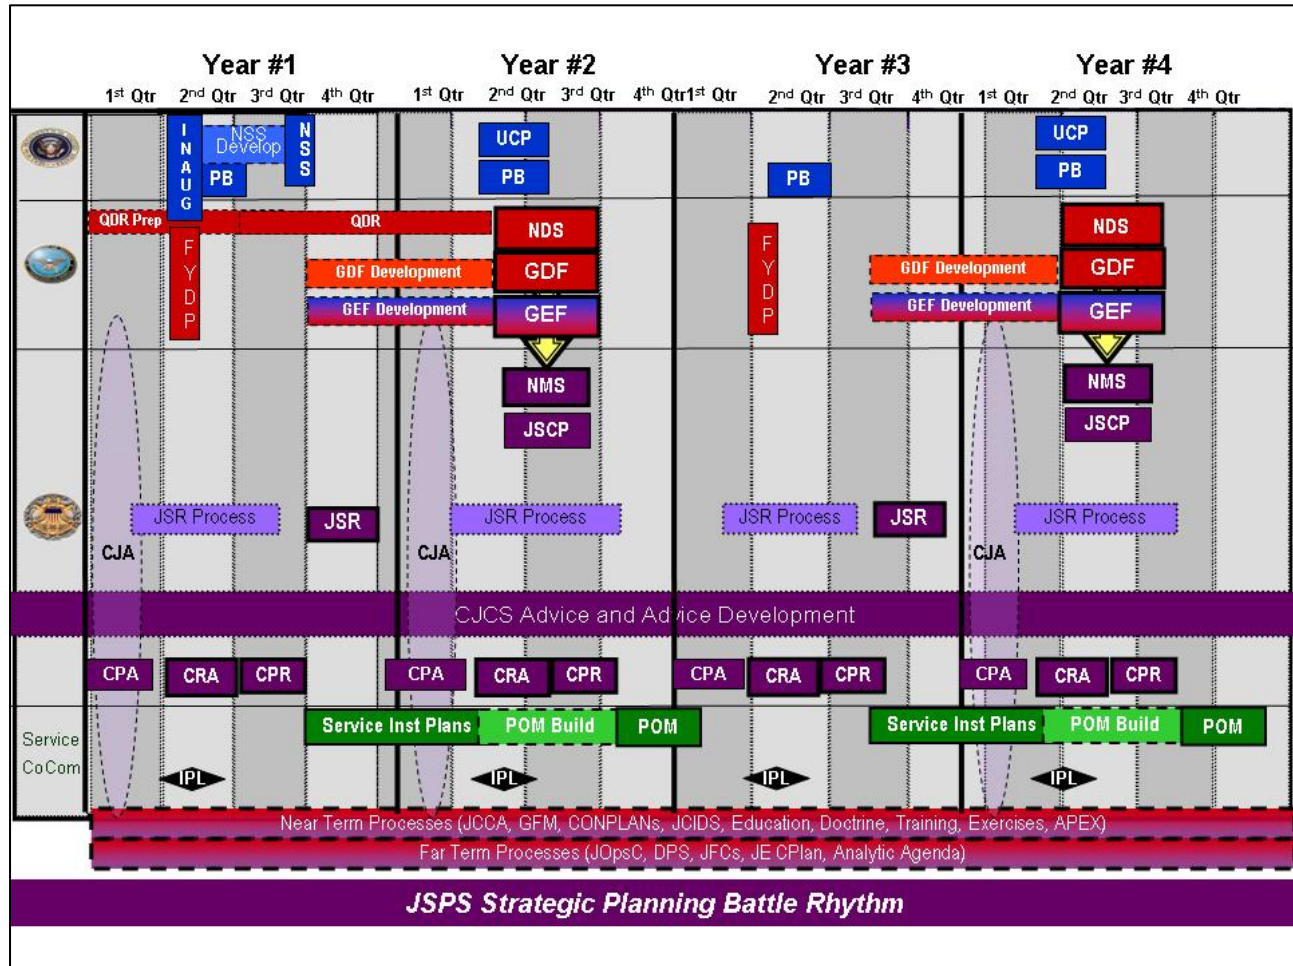 Year #1 Year #2 Year #3 Year #4
1st Qtr 2nd Qtr 3rd Qtr 4th Qtr 1st Qtr 2nd Qtr 3rd Qtr 4th Qtr 1st Qtr 2nd Qtr 3rd Qtr 4th Qtr 1st Qtr 2nd Qtr 3rd Qtr 4th Qtr
INAUG
NSS Develop
NSS
PB
UCP
PB
PB
UCP
PB
QDR Prep
QDR
FYDP
NDS
GDF Development
GDF
GEF Development
GEF
FYDP
NDS
GDF Development
GDF
GEF Development
GEF
NMS
JSCP
NMS
JSCP
JSR Process
JSR
JSR Process
JSR Process
JSR
JSR Process
CJA
CJA
CJA
CJCS Advice and Advice Development
CPA CRA CPR CPA CRA CPR CPA CRA CPR CPA CRA CPR
Service
CoCom
Service Inst Plans POM Build POM Service Inst Plans POM Build POM
IPL IPL IPL IPL
Near Term Processes (JCCA, GFM, CONPLANs, JCIDS, Education, Doctrine, Training, Exercises, APEX)
Far Term Processes (JOpsC, DPS, JFCs, JE CPlan, Analytic Agenda)
JSPS Strategic Planning Battle Rhythm